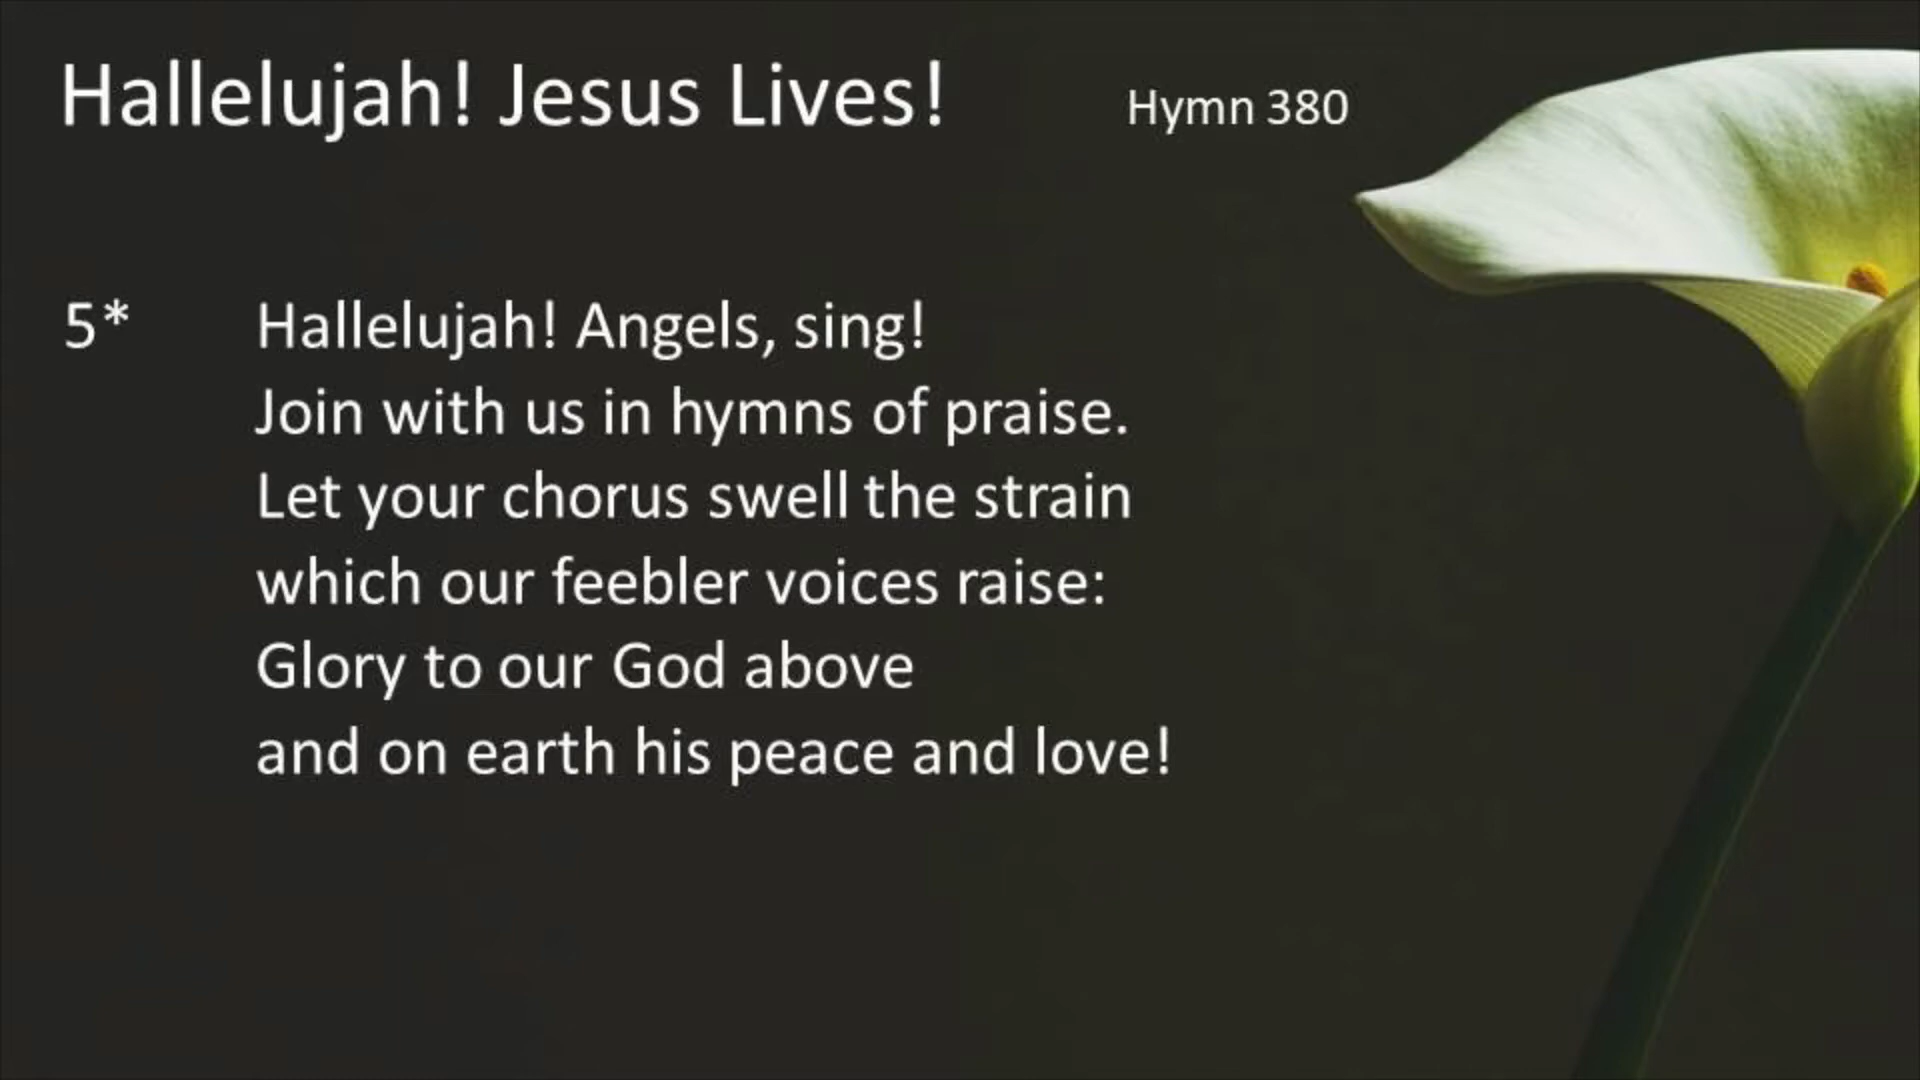 Hallelujah! Jesus Lives! Hymn 380
5* Hallelujah! Angels, sing!
Join with us in hymns of praise.
Let your chorus swell the strain
which our feebler voices raise:
Glory to our God above
and on earth his peace and love!